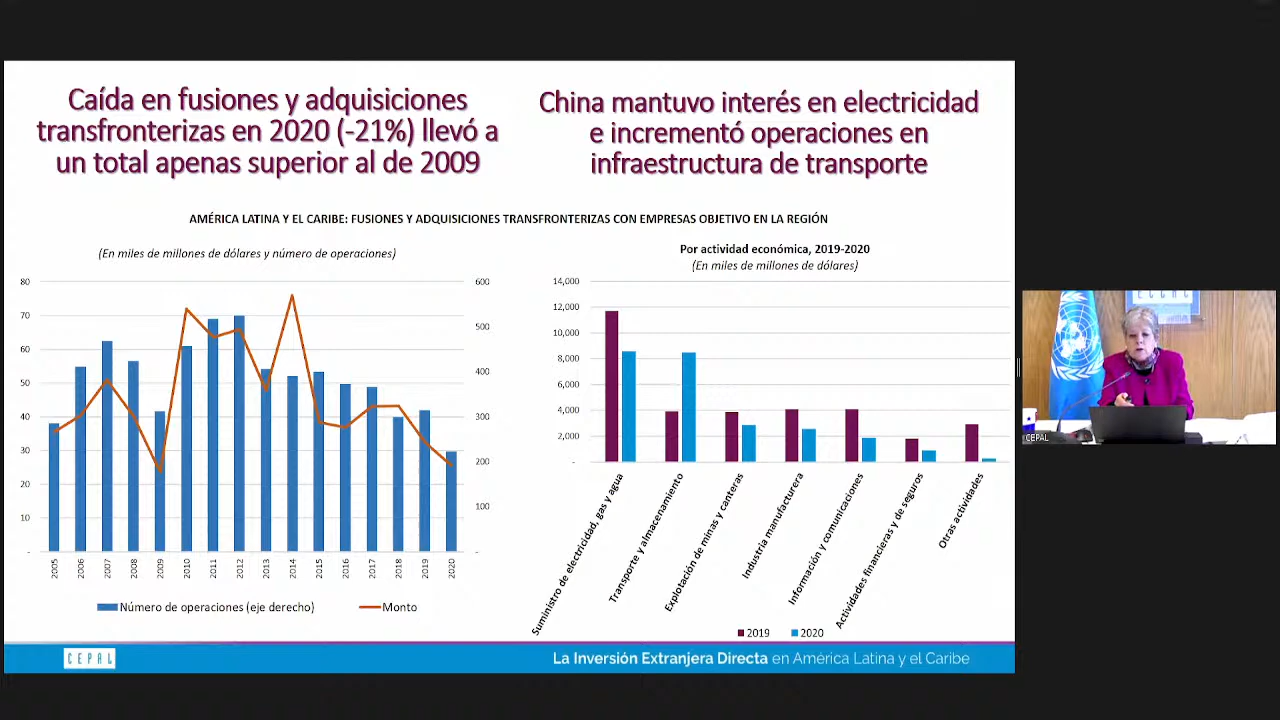 Caída en fusiones y adquisiciones
transfronterizas en 2020 (-21%) llevó a
un total apenas superior al de 2009
China mantuvo interés en electricidad
e incrementó operaciones en
infraestructura de transporte
AMÉRICA LATINA Y EL CARIBE: FUSIONES Y ADQUISICIONES TRANSFRONTERIZAS CON EMPRESAS OBJETIVO EN LA REGIÓN
(En miles de millones de dólares y número de operaciones)
80
70
60
50
40
30
20
10
-
600
500
400
300
200
100
-
2005
2006
2007
2008
2009
2010
2011
2012
2013
2014
2015
2016
2017
2018
2019
2020
Número de operaciones (eje derecho)
Monto
Por actividad económica, 2019-2020
(En miles de millones de dólares)
14,000
12,000
10,000
8,000
6,000
4,000
2,000
-
Suministro de electricidad, gas y agua
Transporte y almacenamiento
Explotación de minas y canteras
Industria manufacturera
Información y comunicaciones
Actividades financieras y de seguros
Otras actividades
2019
2020
CEPAL
La Inversión Extranjera Directa en América Latina y el Caribe
CEPAL
CEPAL